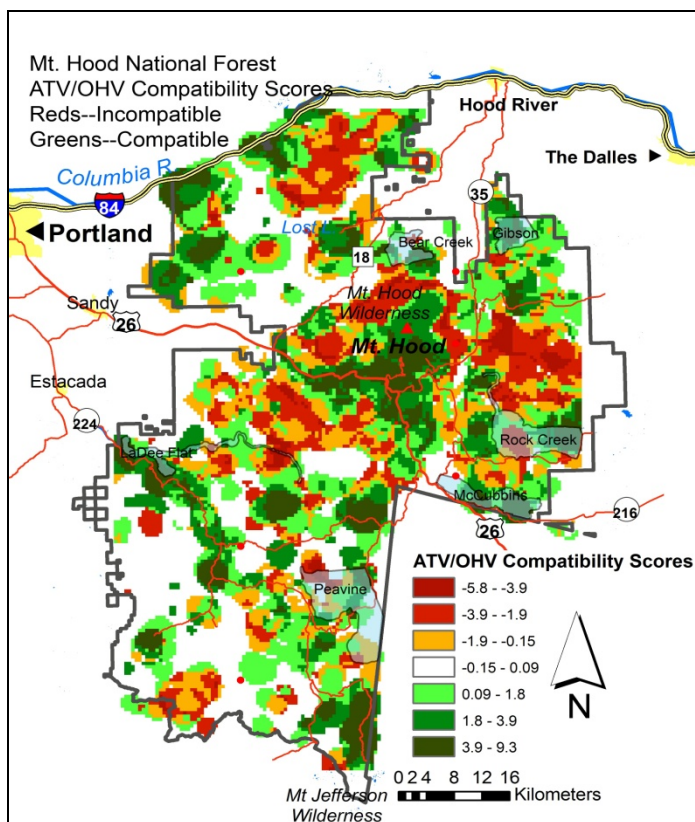 Mt. Hood National Forest
ATV/OHV Compatibility Scores
Reds--Incompatible
Greens--Compatible
Hood River
The Dalles
Columbia R.
84
35
Portland
Lost L.
Bear Creek
Gibson
18
Mt. Hood
Wilderness
Sandy
26
Mt. Hood
Estacada
224
LaDee Flat
Rock Creek
McCubbins
216
26
Peavine
ATV/OHV Compatibility Scores
-5.8 - -3.9
-3.9 - -1.9
-1.9 - -0.15
-0.15 - 0.09
0.09 - 1.8
1.8 - 3.9
3.9 - 9.3
N
0 2 4 8 12 16
Kilometers
Mt Jefferson
Wilderness